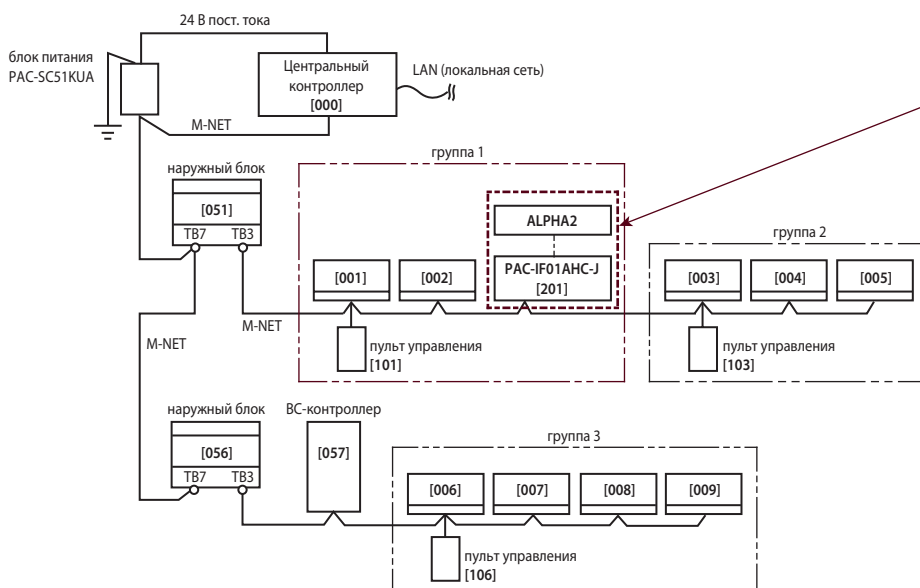 24 В пост. тока
блок питания
PAC-SC51KUA
Центральный
контроллер
[000]
LAN (локальная сеть)
M-NET
группа 1
наружный блок
[051]
TB7 TB3
ALPHA2
PAC-IF01AHC-J
[201]
[001] [002]
группа 2
[003] [004] [005]
M-NET
M-NET
пульт управления
[101]
пульт управления
[103]
наружный блок
[056]
TB7 TB3
BC-контроллер
[057]
группа 3
[006] [007] [008] [009]
пульт управления
[106]